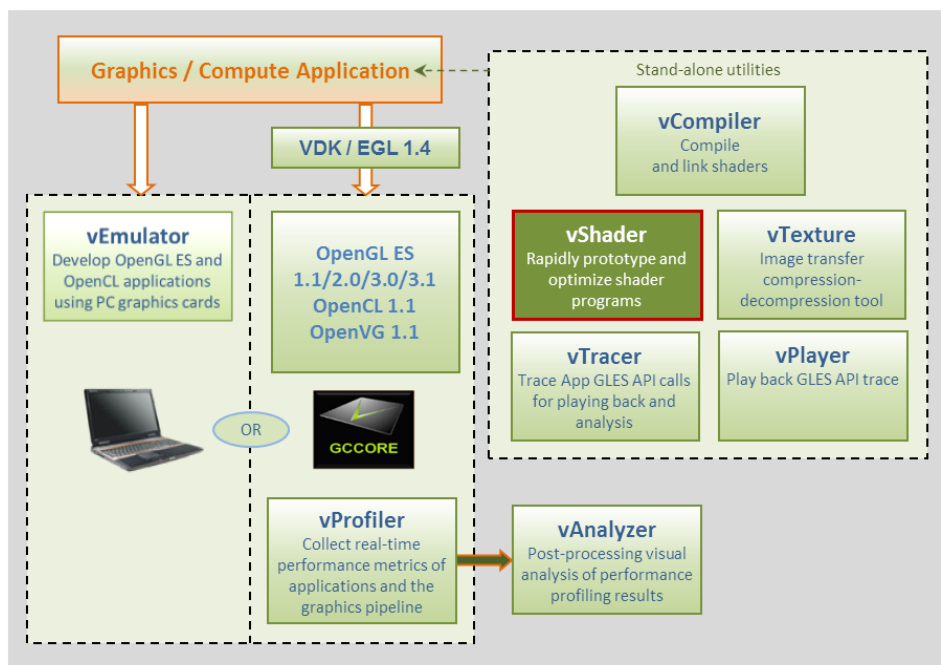 Graphics / Compute Application
VDK / EGL 1.4
vEmulator
Develop OpenGL ES and
OpenCL applications
using PC graphics cards
OpenGL ES
1.1/2.0/3.0/3.1
OpenCL 1.1
OpenVG 1.1
OR
GCCORE
vProfiler
Collect real-time
performance metrics of
applications and the
graphics pipeline
vAnalyzer
Post-processing visual
analysis of performance
profiling results
Stand-alone utilities
vCompiler
Compile
and link shaders
vShader
Rapidly prototype and
optimize shader
programs
vTexture
Image transfer
compression-
decompression tool
vTracer
Trace App GLES API calls
for playing back and
analysis
vPlayer
Play back GLES API trace